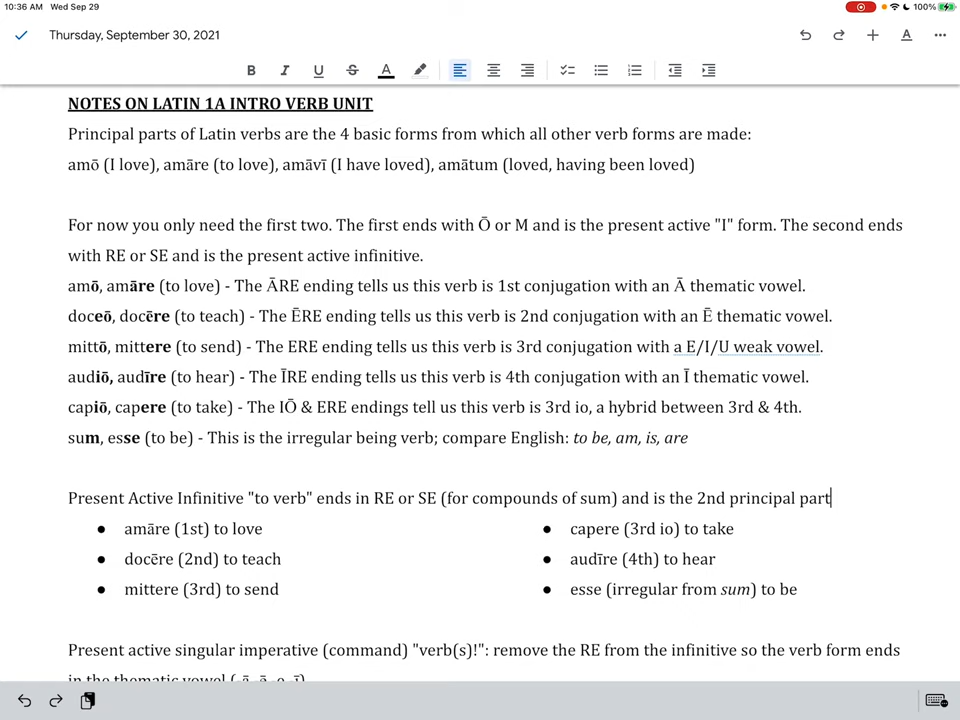 10:36 AM Wed Sep 29 100%
Thursday, September 30, 2021
B I U S A
NOTES ON LATIN 1A INTRO VERB UNIT
Principal parts of Latin verbs are the 4 basic forms from which all other verb forms are made:
amō (I love), amāre (to love), amāvī (I have loved), amātum (loved, having been loved)
For now you only need the first two. The first ends with Ō or M and is the present active "I" form. The second ends
with RE or SE and is the present active infinitive.
amō, amāre (to love) - The ĀRE ending tells us this verb is 1st conjugation with an Ā thematic vowel.
doceō, docēre (to teach) - The ĒRE ending tells us this verb is 2nd conjugation with an Ē thematic vowel.
mittō, mittere (to send) - The ERE ending tells us this verb is 3rd conjugation with a E/I/U weak vowel.
audiō, audīre (to hear) - The ĪRE ending tells us this verb is 4th conjugation with an Ī thematic vowel.
capiō, capere (to take) - The IŌ & ERE endings tell us this verb is 3rd io, a hybrid between 3rd & 4th.
sum, esse (to be) - This is the irregular being verb; compare English: to be, am, is, are
Present Active Infinitive "to verb" ends in RE or SE (for compounds of sum) and is the 2nd principal part
● amāre (1st) to love
● docēre (2nd) to teach
● mittere (3rd) to send
● capere (3rd io) to take
● audīre (4th) to hear
● esse (irregular from sum) to be
Present active singular imperative (command) "verb(s)!": remove the RE from the infinitive so the verb form ends
in the thematic vowel (-ā, -ē, -e, -ī)